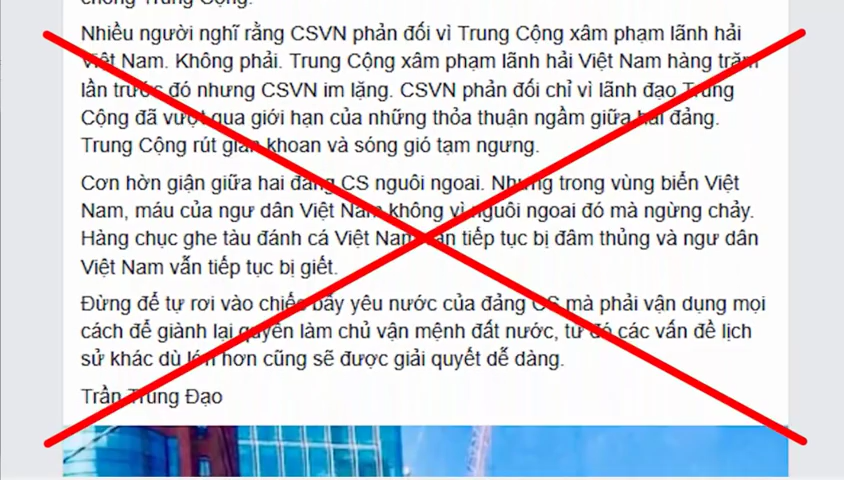 chống Trung Cộng.
Nhiều người nghĩ rằng CSVN phản đối vì Trung Cộng xâm phạm lãnh hải
Việt Nam. Không phải. Trung Cộng xâm phạm lãnh hải Việt Nam hàng trăm
lần trước đó nhưng CSVN im lặng. CSVN phản đối chỉ vì lãnh đạo Trung
Cộng đã vượt qua giới hạn của những thỏa thuận ngầm giữa hai đảng.
Trung Cộng rút giàn khoan và sóng gió tạm ngưng.
Cơn hờn giận giữa hai đảng CS nguôi ngoai. Nhưng trong vùng biển Việt
Nam, máu của ngư dân Việt Nam không vì nguôi ngoai đó mà ngừng chảy.
Hàng chục ghe tàu đánh cá Việt Nam vẫn tiếp tục bị đâm thủng và ngư dân
Việt Nam vẫn tiếp tục bị giết.
Đừng để tự rơi vào chiếc bẫy yêu nước của đảng CS mà phải vận dụng mọi
cách để giành lại quyền làm chủ vận mệnh đất nước, từ đó các vấn đề lịch
sử khác dù lớn hơn cũng sẽ được giải quyết dễ dàng.
Trần Trung Đạo